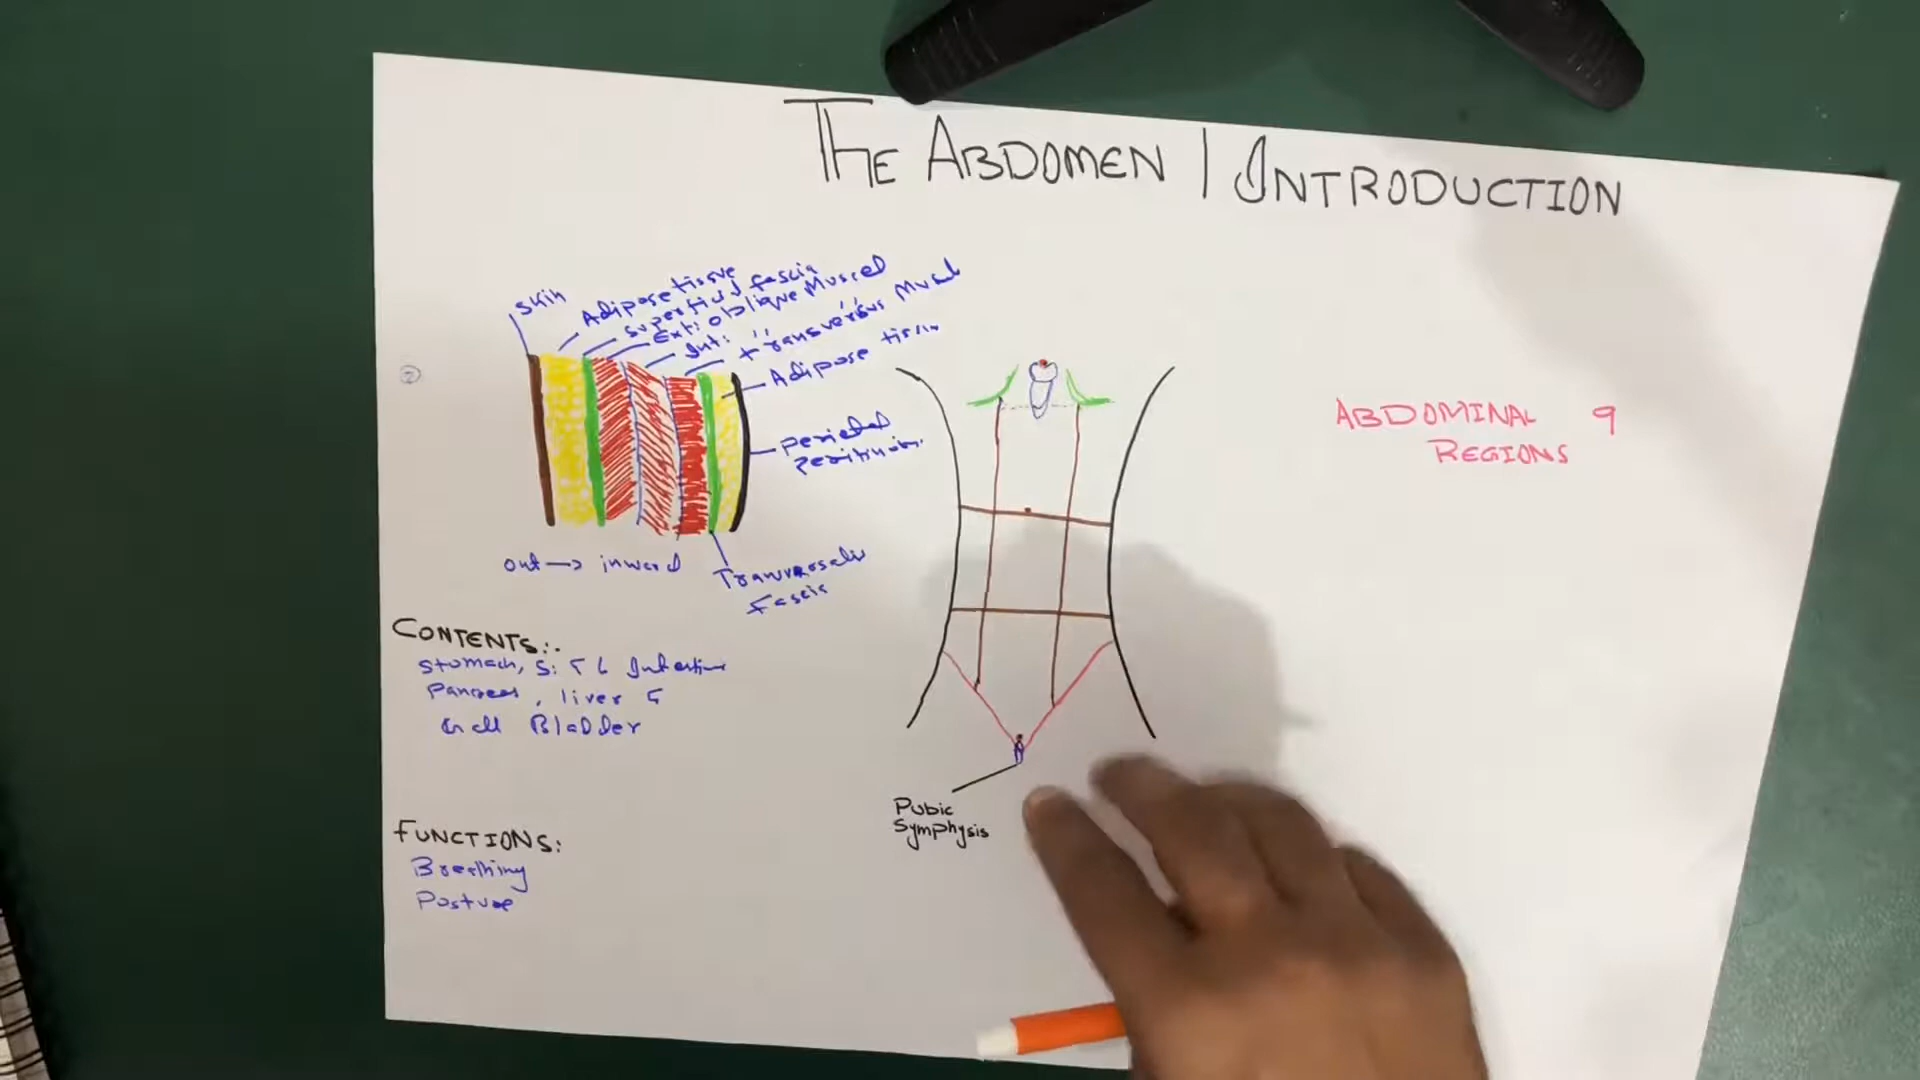 THE ABDOMEN | INTRODUCTION
Skin
Adipose tissue
Superficial fascia
Ext: oblique Muscel
Int: " "
transversus Muscl
Adipose tissue
Parietal
Transversalis
Fascia
out → inward
CONTENTS:-
Stomach, S: & L Intestine
Pancreas, liver &
Gall Bladder
FUNCTIONS:
Breathing
Posture
Pubic
Symphysis
ABDOMINAL 9
REGIONS